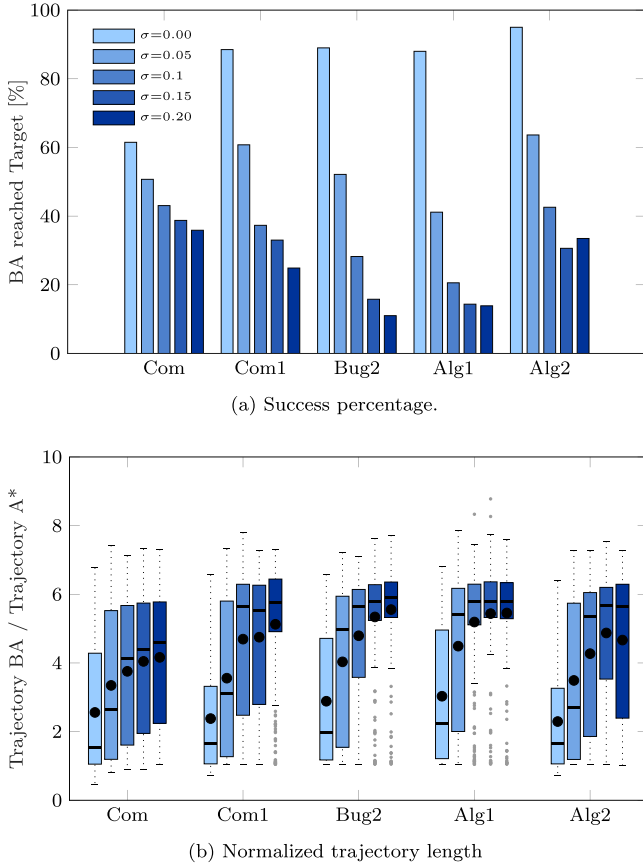 100
80
60
40
20
0
BA reached Target [%]
σ=0.00
σ=0.05
σ=0.1
σ=0.15
σ=0.20
Com Com1 Bug2 Alg1 Alg2
(a) Success percentage.
10
8
6
4
2
0
Trajectory BA / Trajectory A*
Com Com1 Bug2 Alg1 Alg2
(b) Normalized trajectory length